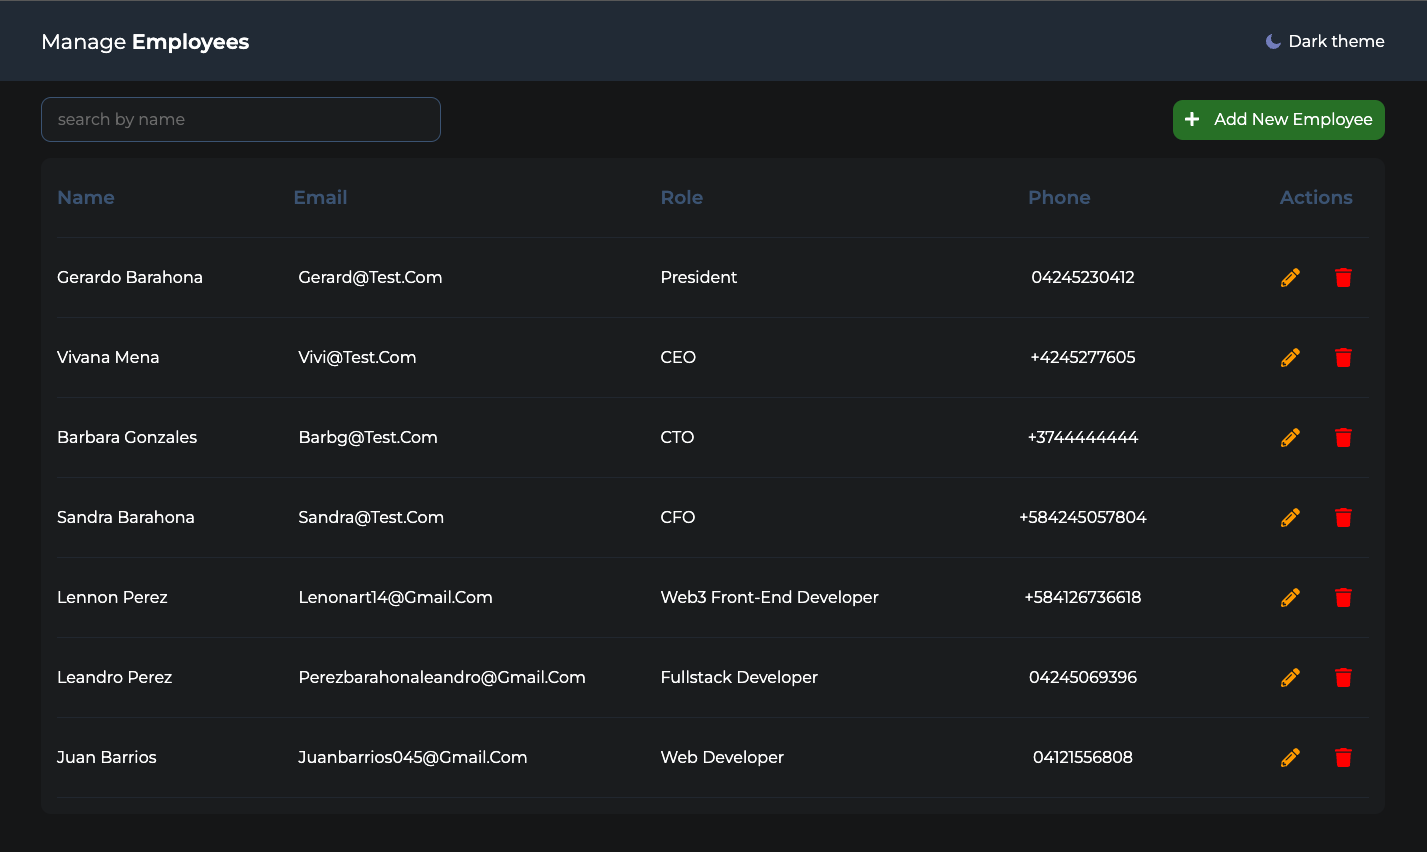 Manage Employees Dark theme
search by name Add New Employee
Name Email Role Phone Actions
Gerardo Barahona Gerard@Test.Com President 04245230412
Vivana Mena Vivi@Test.Com CEO +4245277605
Barbara Gonzales Barbg@Test.Com CTO +3744444444
Sandra Barahona Sandra@Test.Com CFO +584245057804
Lennon Perez Lenonart14@Gmail.Com Web3 Front-End Developer +584126736618
Leandro Perez Perezbarahonaleandro@Gmail.Com Fullstack Developer 04245069396
Juan Barrios Juanbarrios045@Gmail.Com Web Developer 04121556808